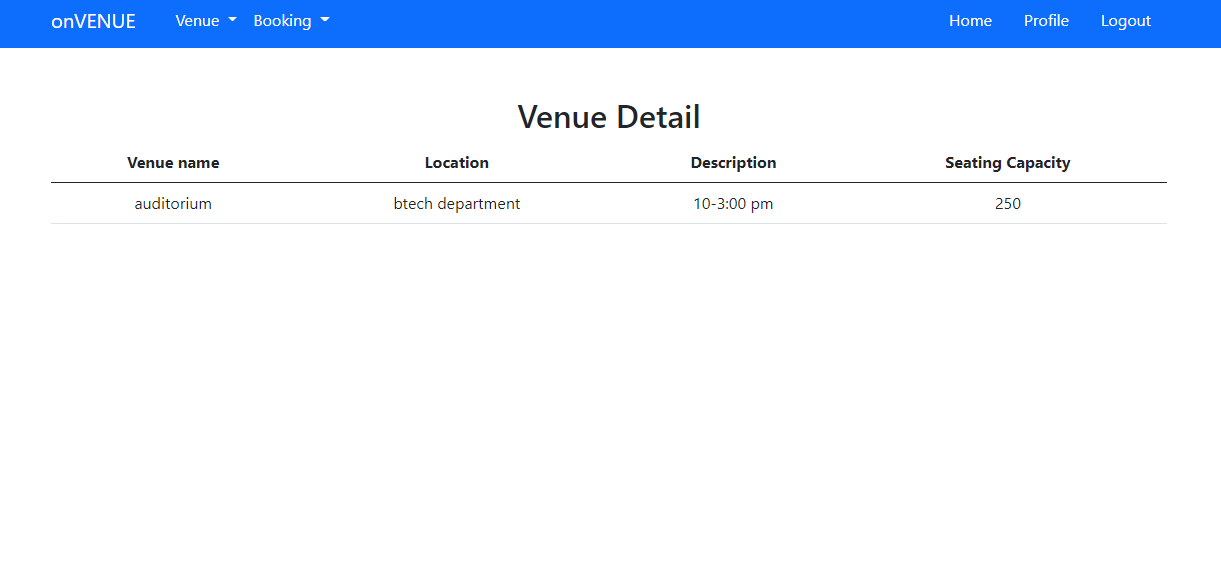 onVENUE Venue Booking Home Profile Logout
Venue Detail
Venue name Location Description Seating Capacity
auditorium btech department 10-3:00 pm 250